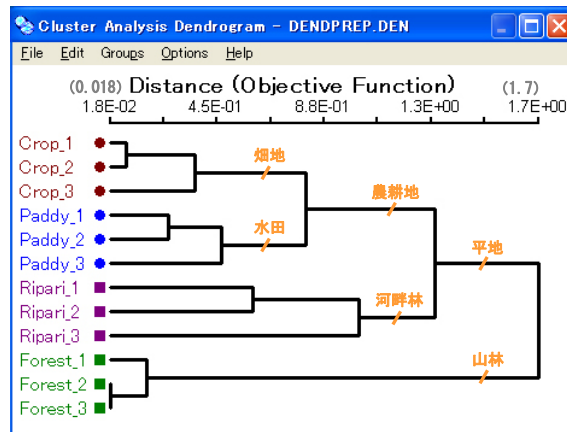 Cluster Analysis Dendrogram - DENDPREP.DEN
File Edit Groups Options Help
(0.018) Distance (Objective Function) (1.7)
1.8E-02 4.5E-01 8.8E-01 1.3E+00 1.7E+00
Crop_1
畑地
Crop_2
Crop_3
農耕地
Paddy_1
水田
Paddy_2
平地
Paddy_3
Ripari_1
河畔林
Ripari_2
Ripari_3
Forest_1
山林
Forest_2
Forest_3